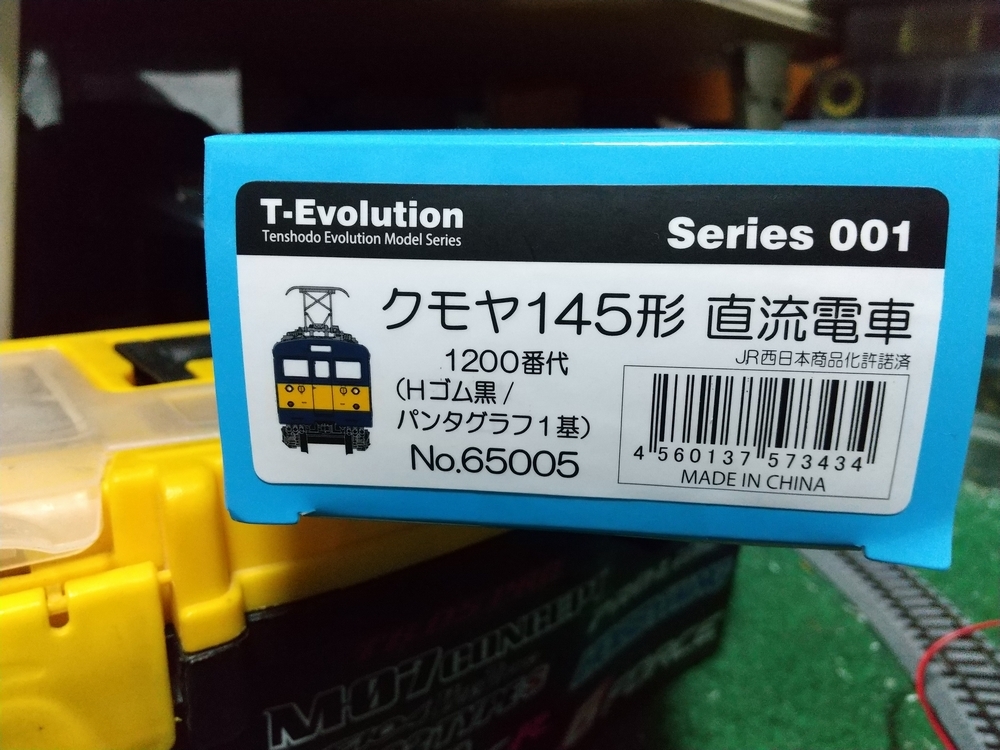 T-Evolution
Tenshodo Evolution Model Series
Series 001
クモヤ145形 直流電車
JR西日本商品化許諾済
1200番代
(Hゴム黒/
パンタグラフ1基)
No.65005
4 560137 573434
MADE IN CHINA
M-07 CONCEPT